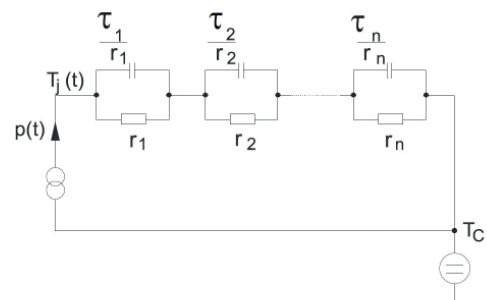 τ1 τ2 τn
r1 r2 rn
Tj (t)
p(t)
r1 r2 rn
TC